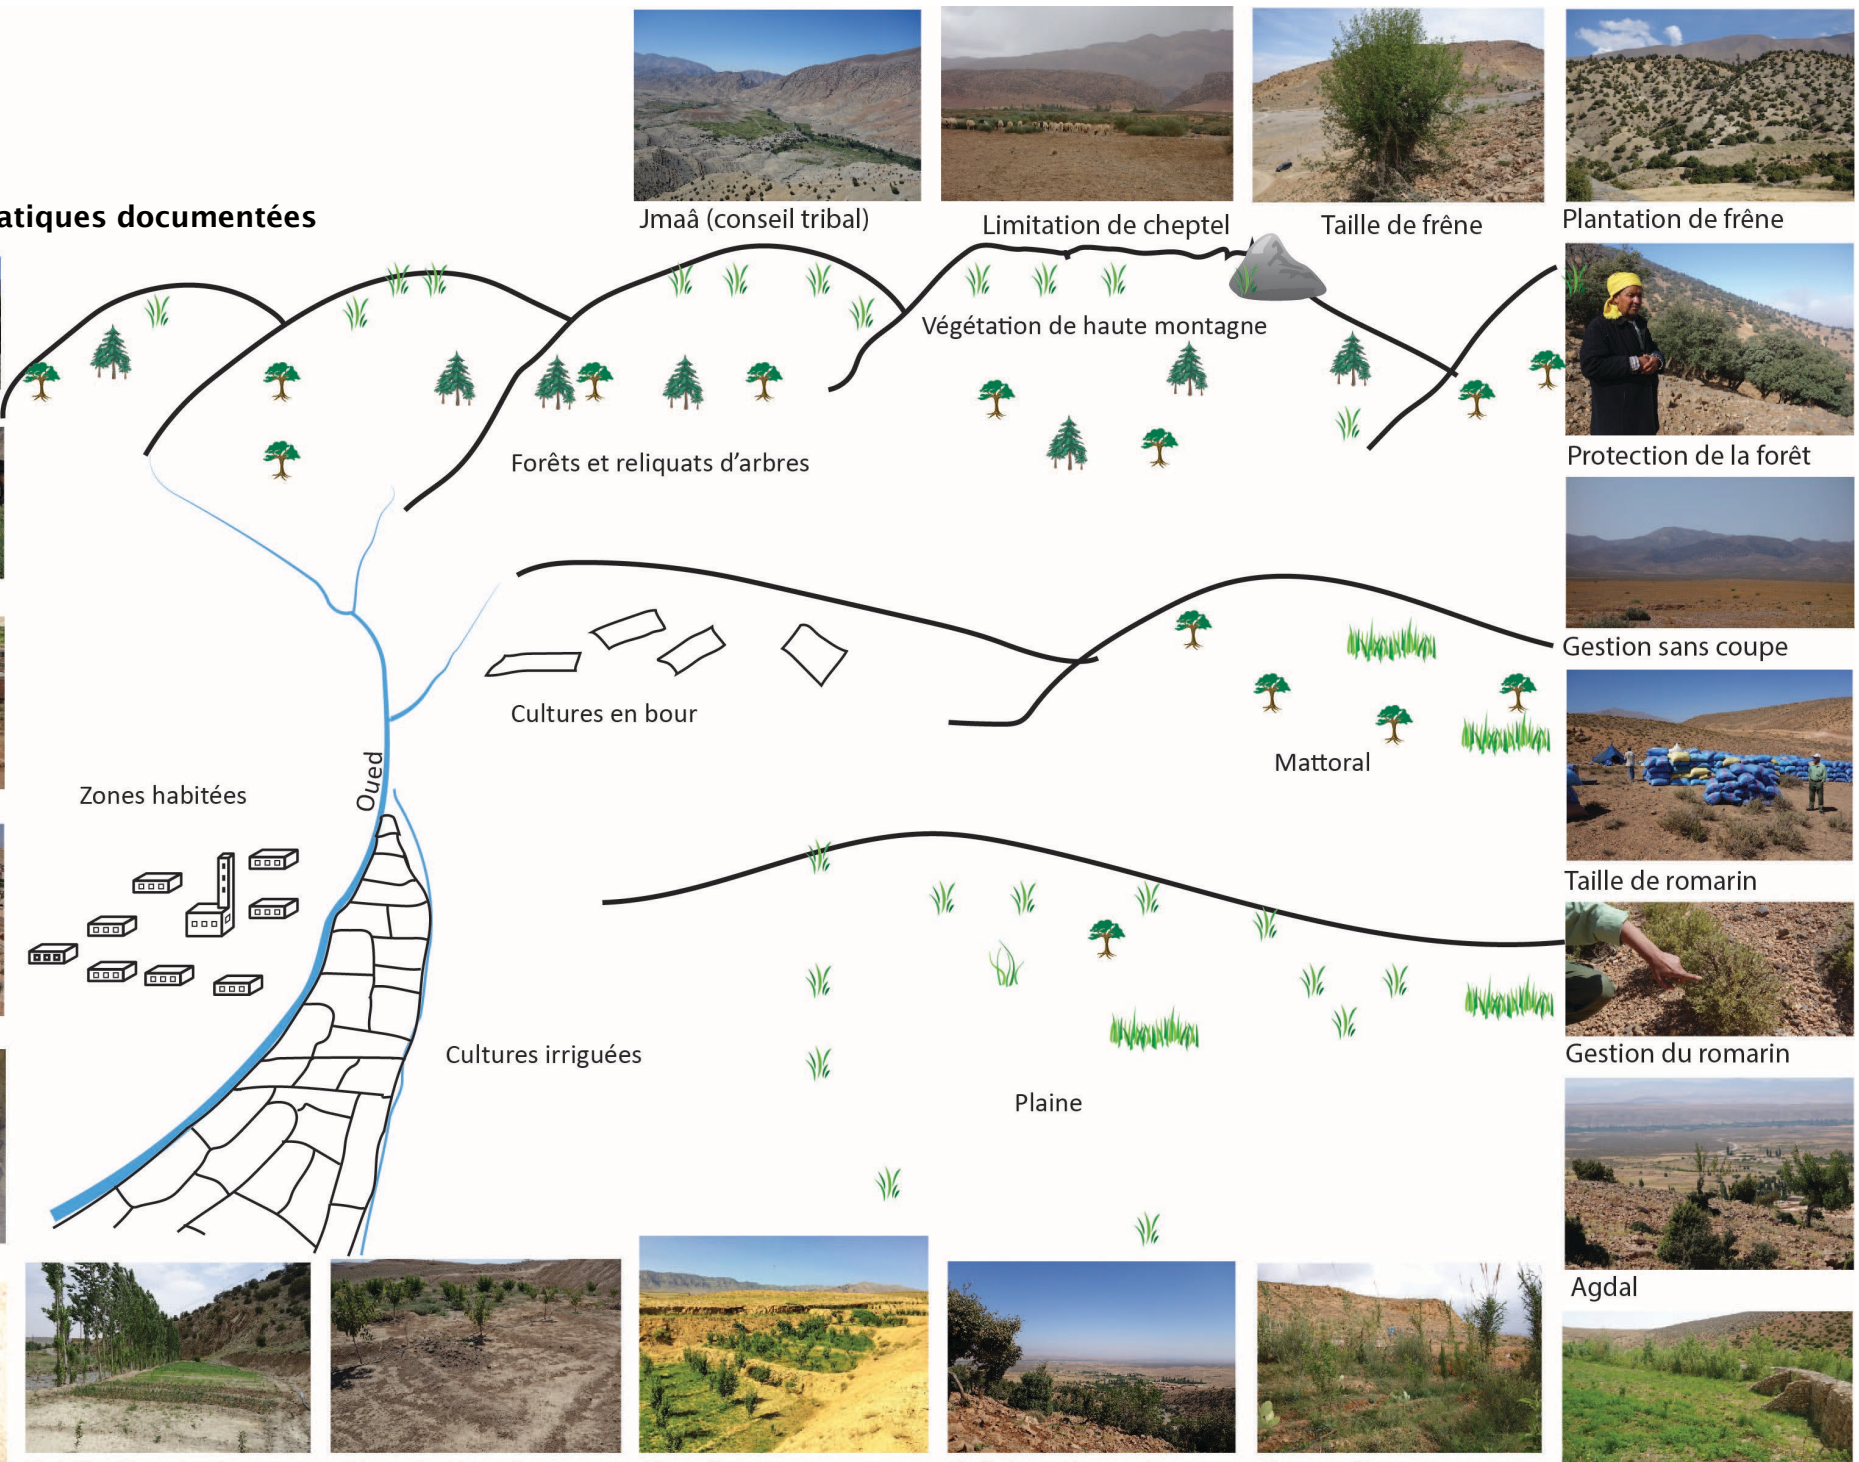 atiques documentées
Jmaâ (conseil tribal)
Limitation de cheptel
Taille de frêne
Plantation de frêne
Végétation de haute montagne
Protection de la forêt
Forêts et reliquats d'arbres
Gestion sans coupe
Cultures en bour
Mattoral
Oued
Zones habitées
Taille de romarin
Cultures irriguées
Gestion du romarin
Plaine
Agdal